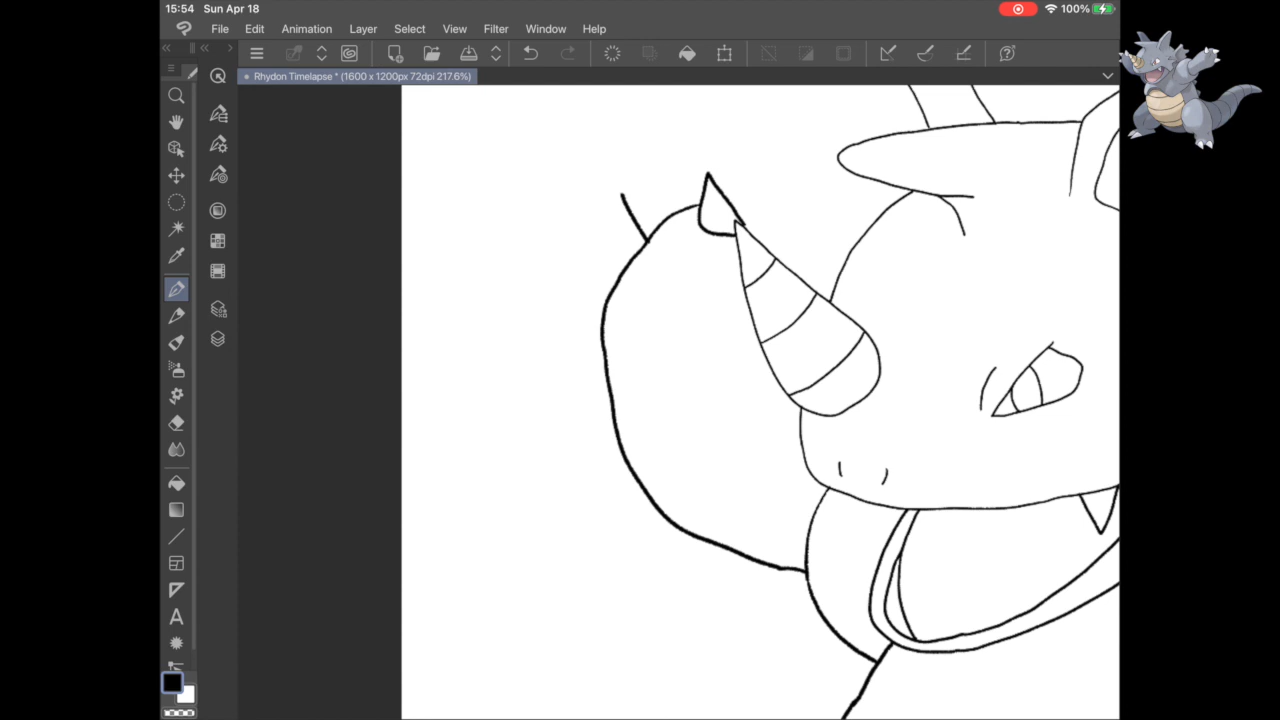 15:54 Sun Apr 18 100%
File Edit Animation Layer Select View Filter Window Help
Rhydon Timelapse * (1600 x 1200px 72dpi 217.6%)
A